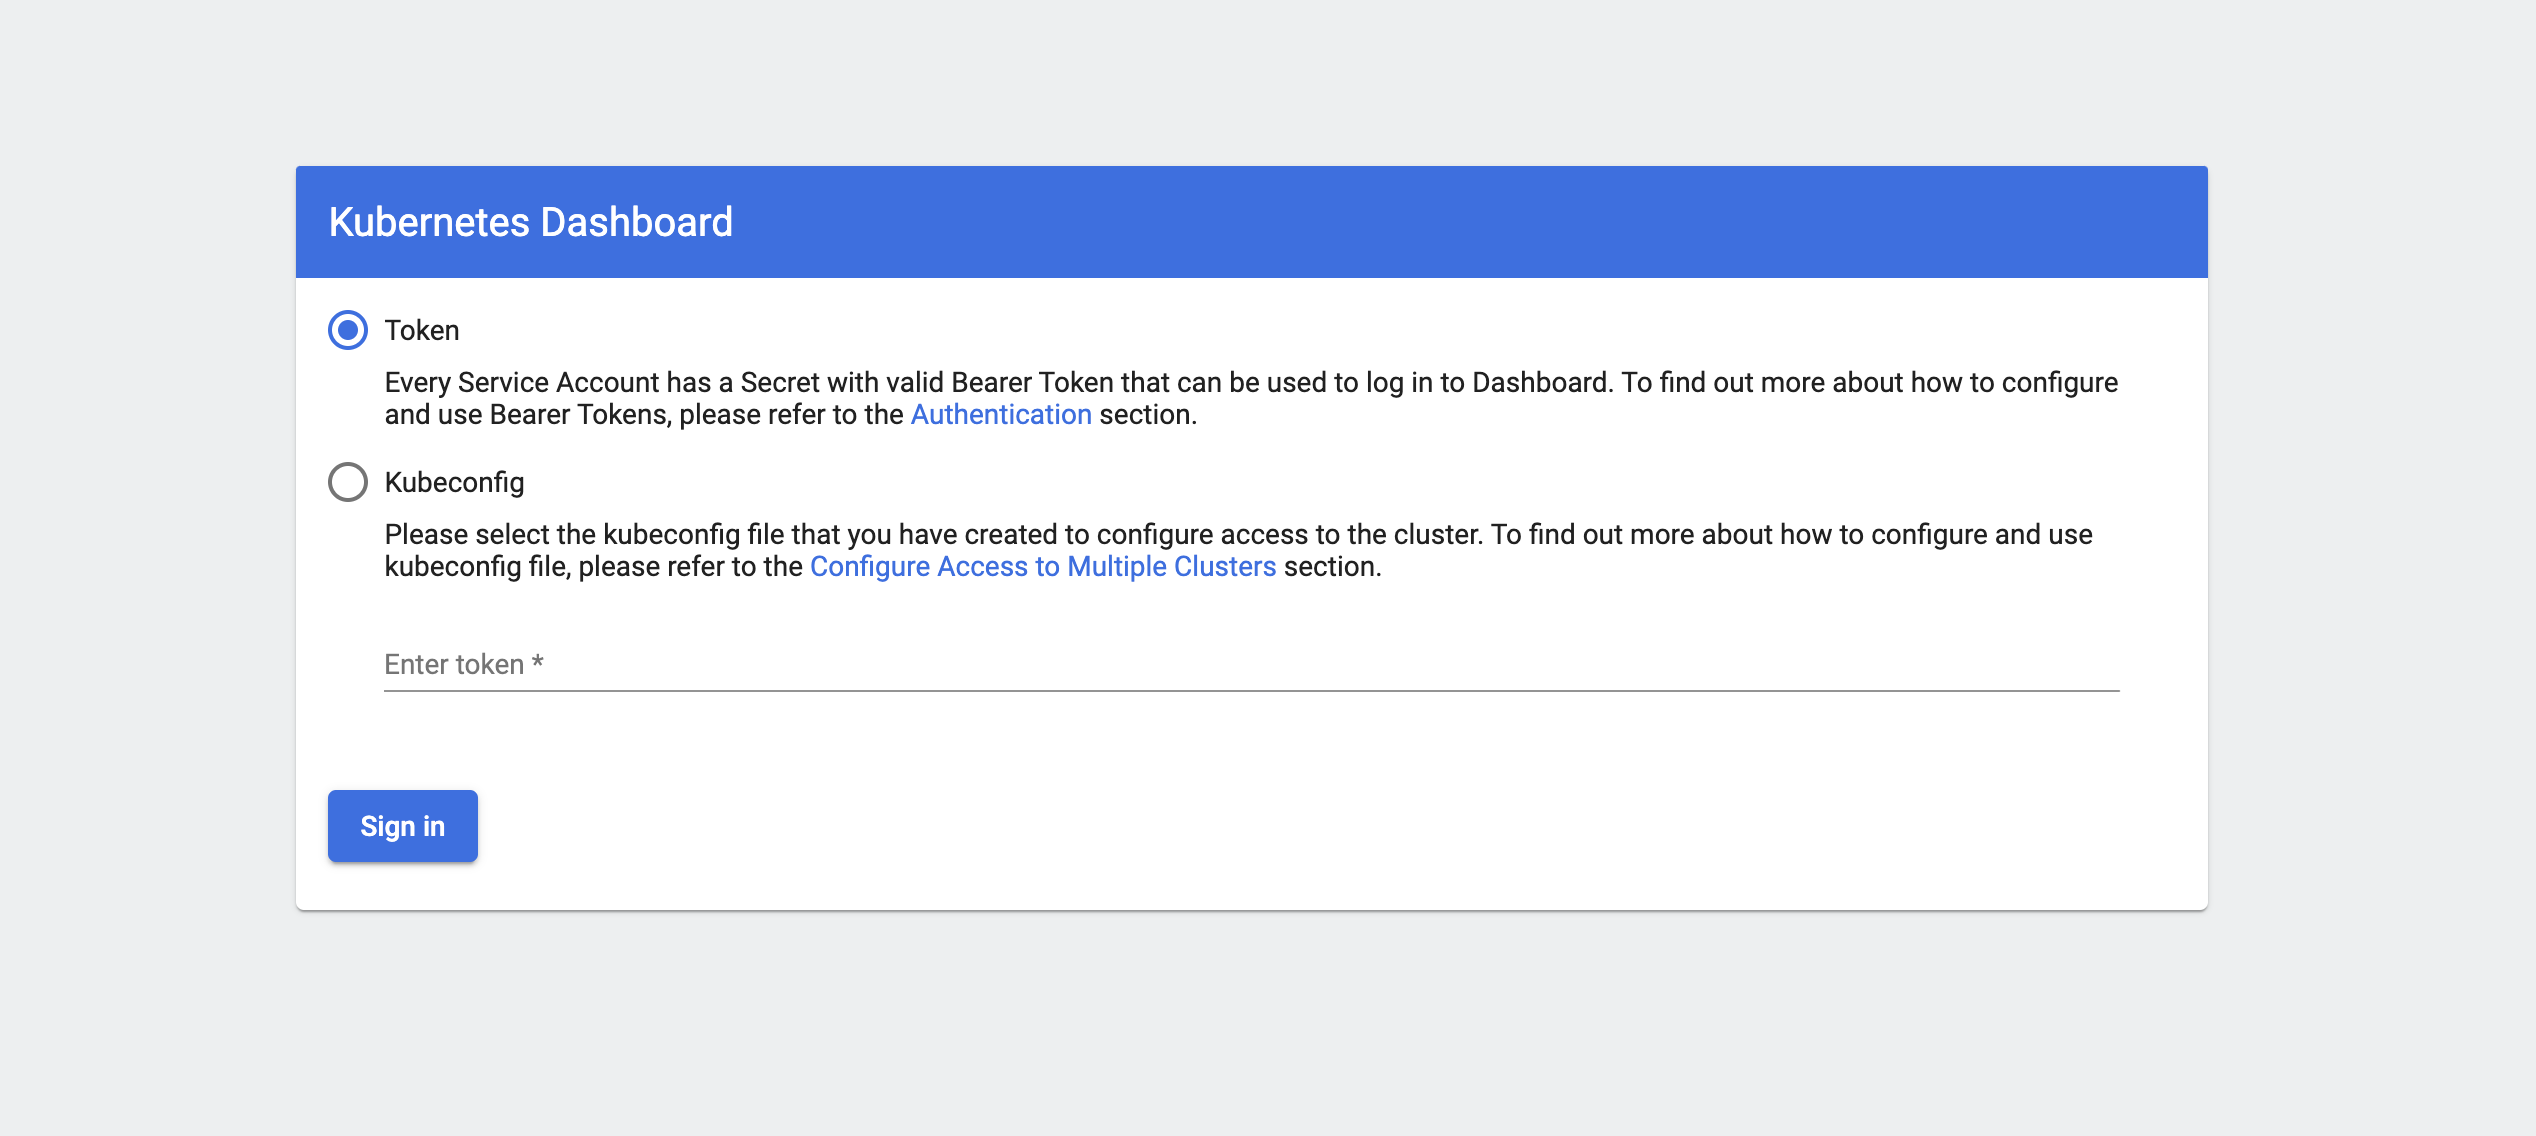 Kubernetes Dashboard
Token
Every Service Account has a Secret with valid Bearer Token that can be used to log in to Dashboard. To find out more about how to configure
and use Bearer Tokens, please refer to the Authentication section.
Kubeconfig
Please select the kubeconfig file that you have created to configure access to the cluster. To find out more about how to configure and use
kubeconfig file, please refer to the Configure Access to Multiple Clusters section.
Enter token *
Sign in